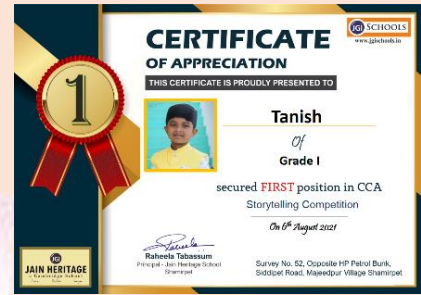 CERTIFICATE
OF APPRECIATION
JGI SCHOOLS
www.jgischools.in
THIS CERTIFICATE IS PROUDLY PRESENTED TO
1
Tanish
Of
Grade I
secured FIRST position in CCA
Storytelling Competition
On 6th August 2021
Raheela Tabassum
Principal - Jain Heritage School
Shamirpet
Survey No. 52, Opposite HP Petrol Bunk,
Siddipet Road, Majeedpur Village Shamirpet
JGI
JAIN HERITAGE